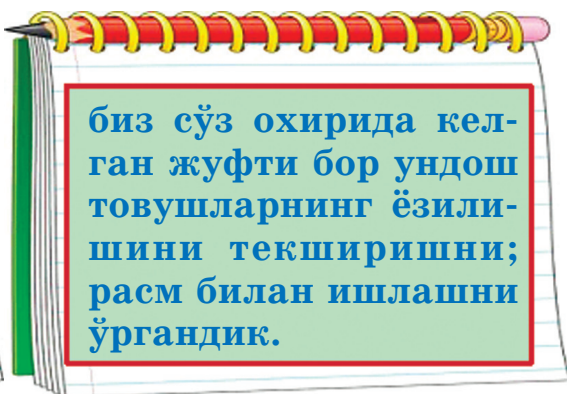 биз сўз охирида кел-
ган жуфти бор ундош
товушларнинг ёзили-
шини текширишни;
расм билан ишлашни
ўргандик.